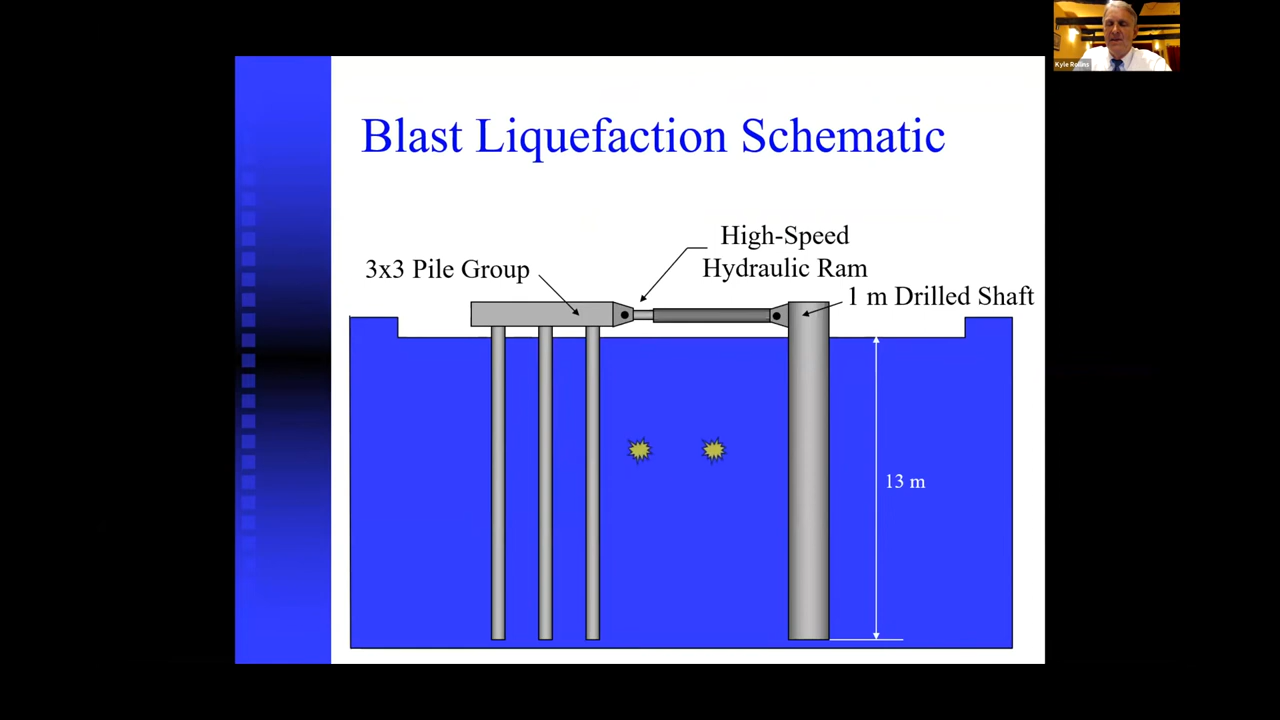 Kyle Rollins
Blast Liquefaction Schematic
High-Speed
Hydraulic Ram
3x3 Pile Group
1 m Drilled Shaft
13 m